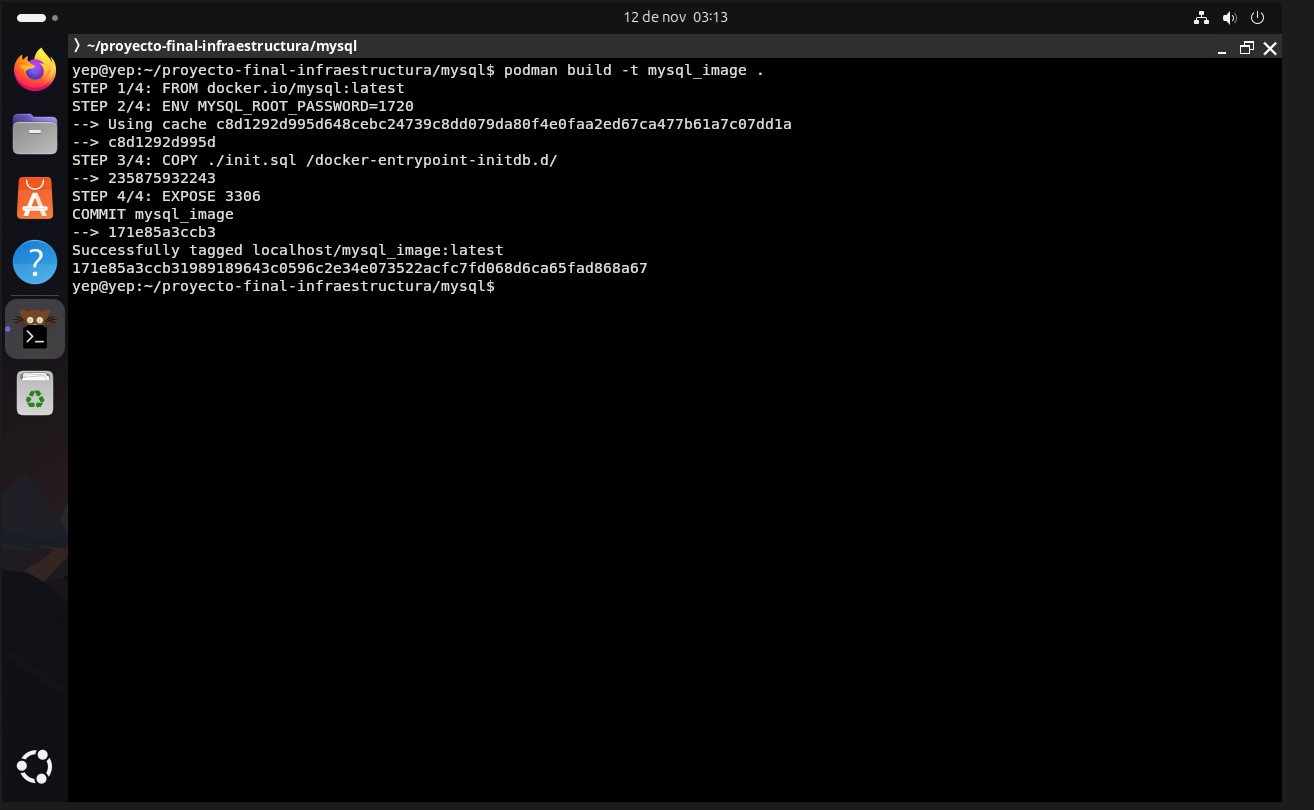 12 de nov 03:13
❭ ~/proyecto-final-infraestructura/mysql
yep@yep:~/proyecto-final-infraestructura/mysql$ podman build -t mysql_image .
STEP 1/4: FROM docker.io/mysql:latest
STEP 2/4: ENV MYSQL_ROOT_PASSWORD=1720
--> Using cache c8d1292d995d648cebc24739c8dd079da80f4e0faa2ed67ca477b61a7c07dd1a
--> c8d1292d995d
STEP 3/4: COPY ./init.sql /docker-entrypoint-initdb.d/
--> 235875932243
STEP 4/4: EXPOSE 3306
COMMIT mysql_image
--> 171e85a3ccb3
Successfully tagged localhost/mysql_image:latest
171e85a3ccb31989189643c0596c2e34e073522acfc7fd068d6ca65fad868a67
yep@yep:~/proyecto-final-infraestructura/mysql$